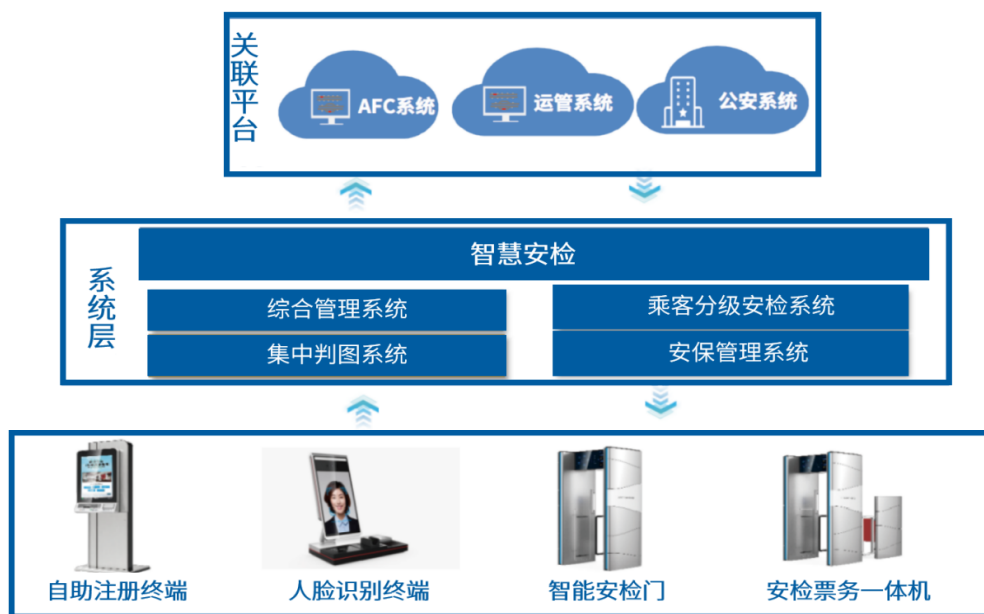 关联平台
AFC系统
运管系统
公安系统
系统层
智慧安检
综合管理系统
乘客分级安检系统
集中判图系统
安保管理系统
自助注册终端
人脸识别终端
智能安检门
安检票务一体机